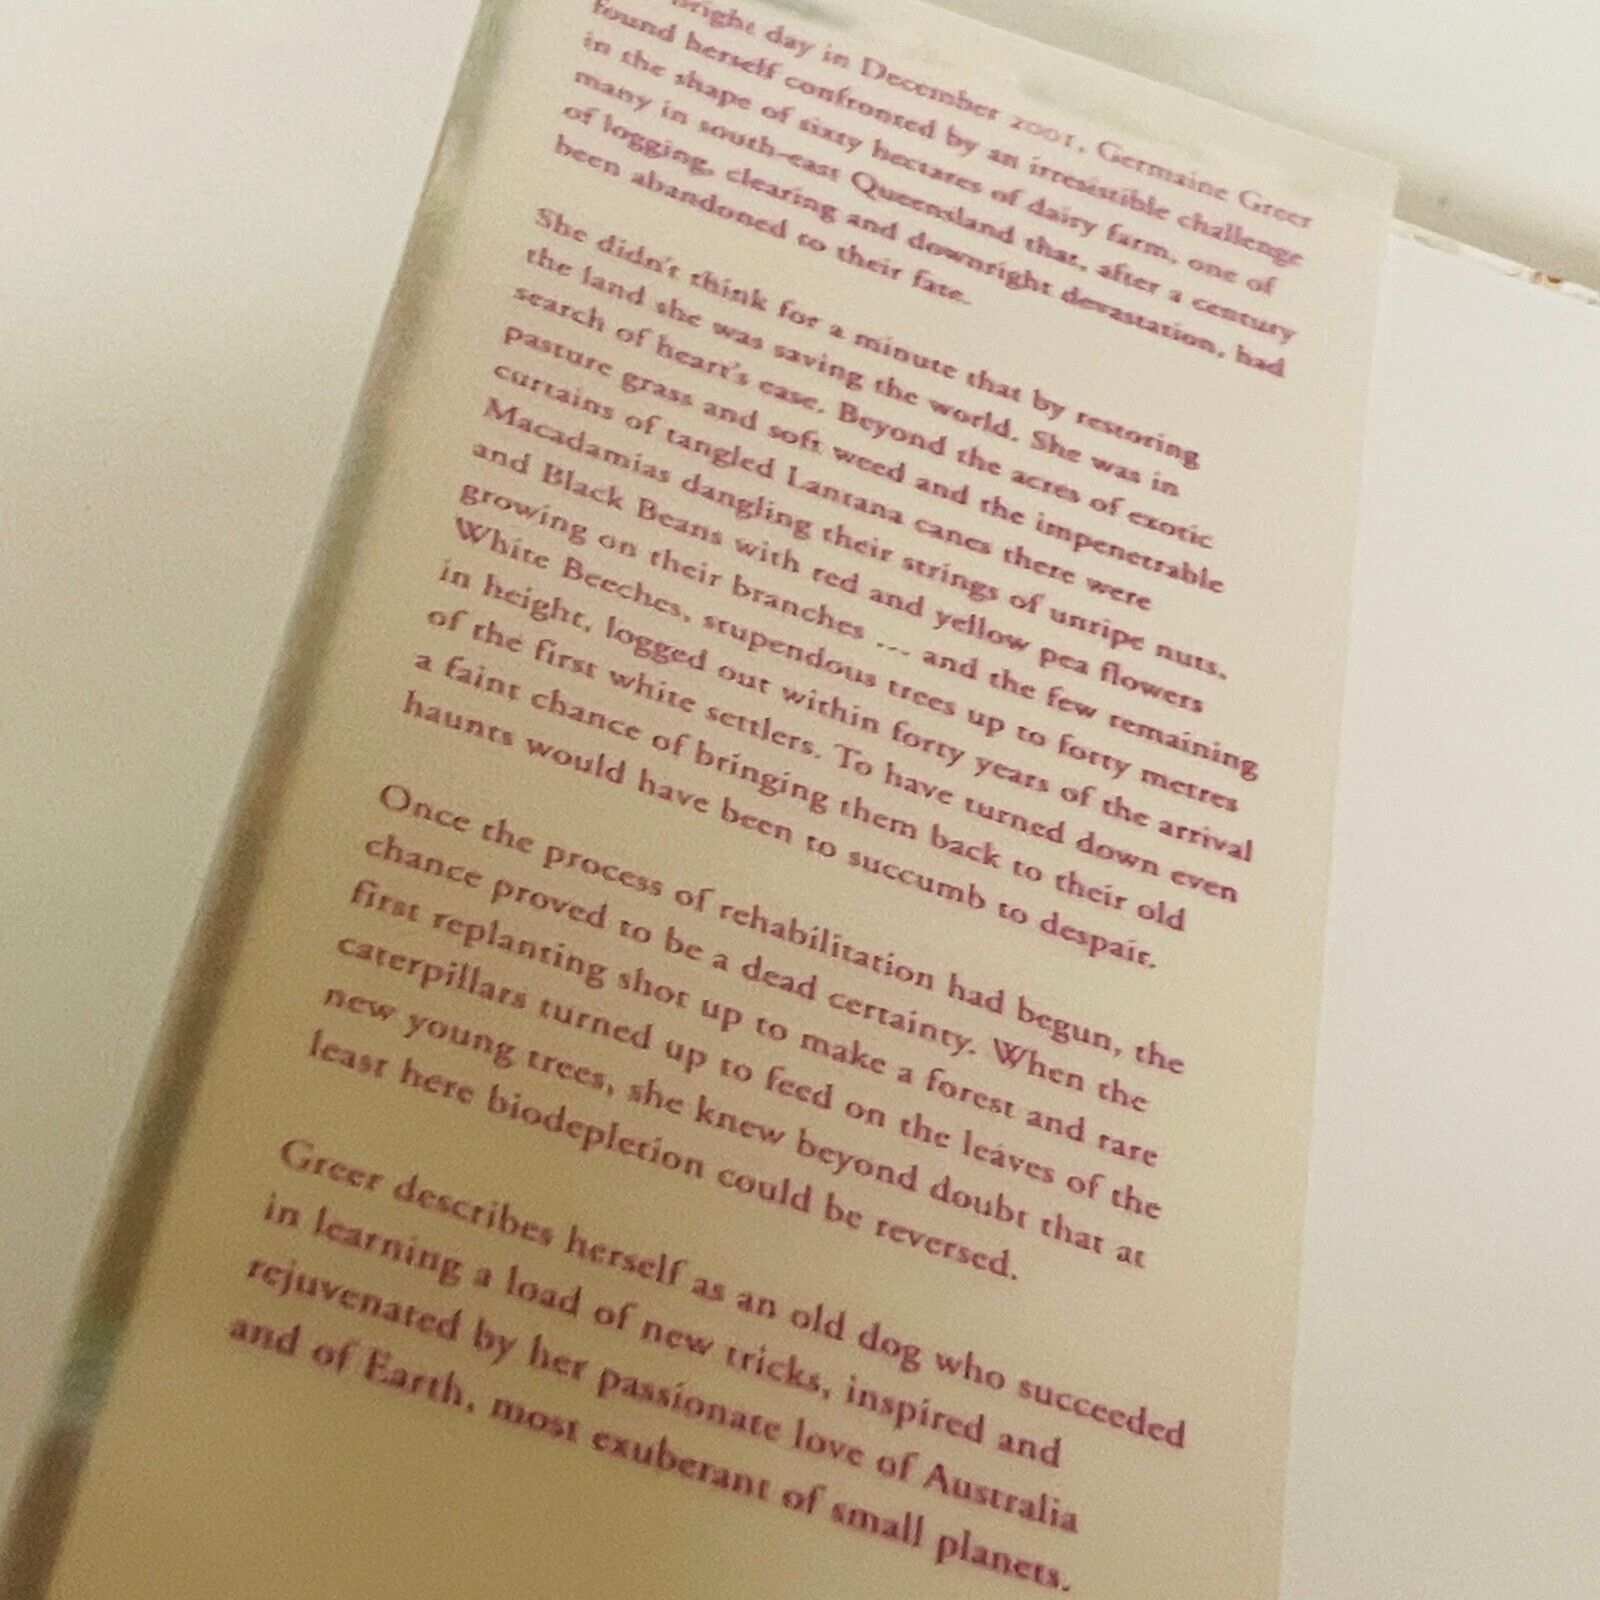 bright day in December 2001, Germaine Greer
found herself confronted by an irresistible challenge
in the shape of sixty hectares of dairy farm, one of
many in south-east Queensland that, after a century
of logging, clearing and downright devastation, had
been abandoned to their fate.
She didn't think for a minute that by restoring
the land she was saving the world. She was in
search of heart's ease. Beyond the acres of exotic
pasture grass and soft weed and the impenetrable
curtains of tangled Lantana canes there were
Macadamias dangling their strings of unripe nuts,
and Black Beans with red and yellow pea flowers
growing on their branches ... and the few remaining
White Beeches, stupendous trees up to forty metres
in height, logged out within forty years of the arrival
of the first white settlers. To have turned down even
a faint chance of bringing them back to their old
haunts would have been to succumb to despair.
Once the process of rehabilitation had begun, the
chance proved to be a dead certainty. When the
first replanting shot up to make a forest and rare
caterpillars turned up to feed on the leaves of the
new young trees, she knew beyond doubt that at
least here biodepletion could be reversed.
Greer describes herself as an old dog who succeeded
in learning a load of new tricks, inspired and
rejuvenated by her passionate love of Australia
and of Earth, most exuberant of small planets.